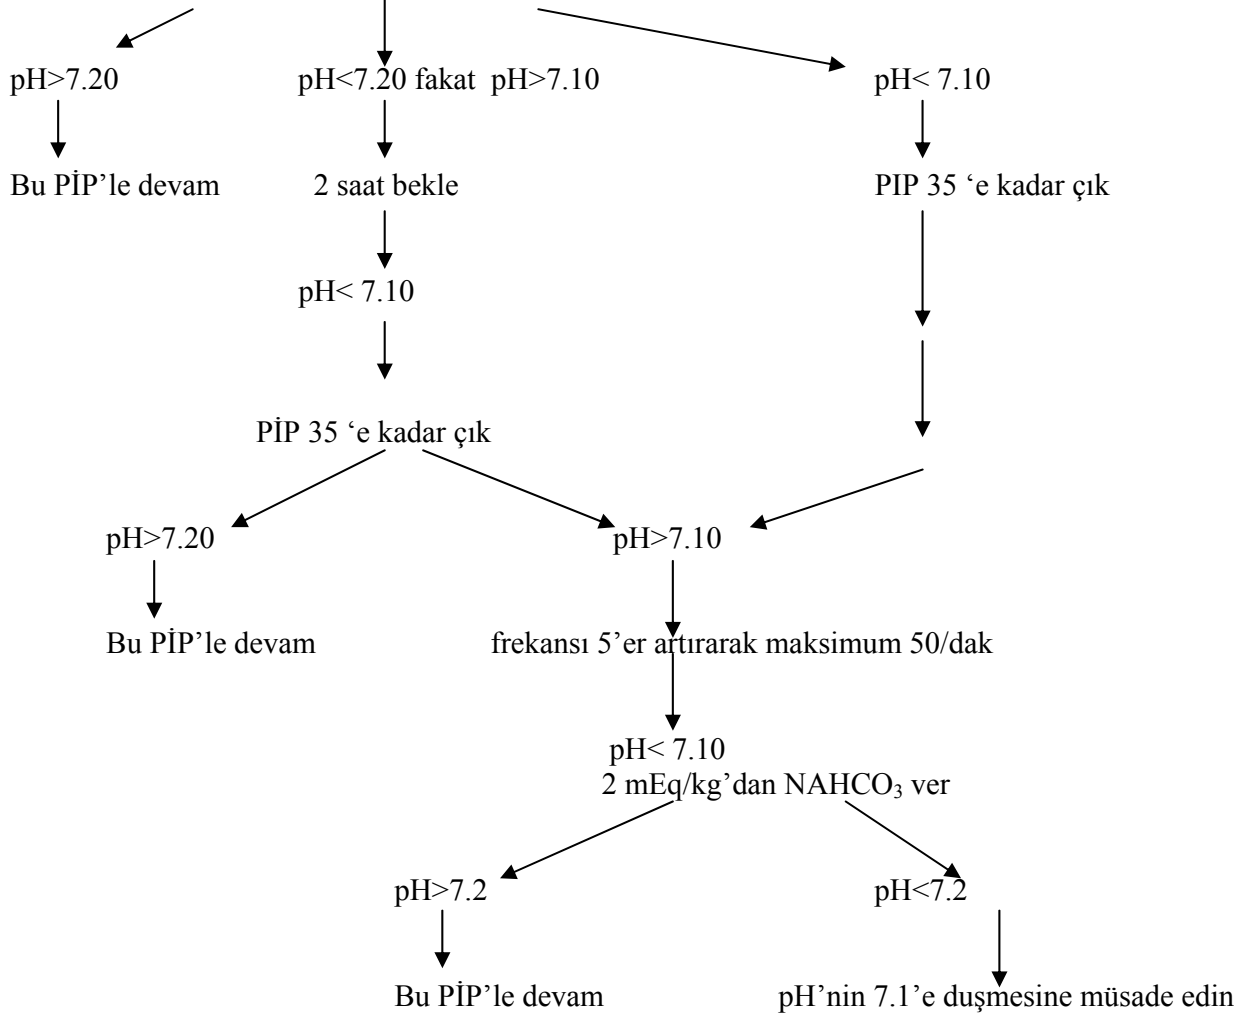 pH>7.20
pH<7.20 fakat  pH>7.10
pH< 7.10
Bu PİP’le devam
2 saat bekle
PIP 35 ‘e kadar çık
pH< 7.10
PİP 35 ‘e kadar çık
pH>7.20
pH>7.10
Bu PİP’le devam
frekansı 5’er artırarak maksimum 50/dak
pH< 7.10
2 mEq/kg’dan NAHCO₃ ver
pH>7.2
pH<7.2
Bu PİP’le devam
pH’nin 7.1’e duşmesine müsade edin